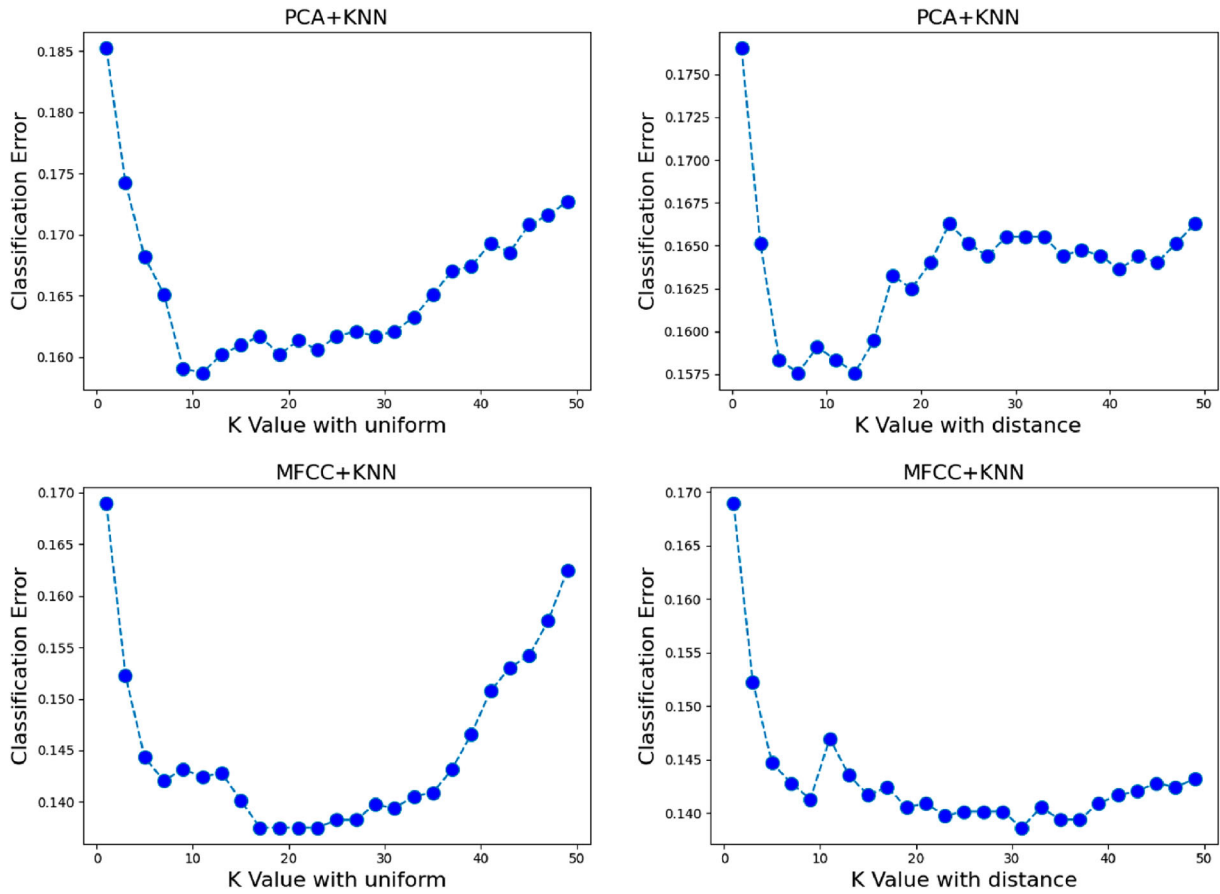 PCA+KNN
Classification Error
0.185
0.180
0.175
0.170
0.165
0.160
0 10 20 30 40 50
K Value with uniform
PCA+KNN
Classification Error
0.1750
0.1725
0.1700
0.1675
0.1650
0.1625
0.1600
0.1575
0 10 20 30 40 50
K Value with distance
MFCC+KNN
Classification Error
0.170
0.165
0.160
0.155
0.150
0.145
0.140
0 10 20 30 40 50
K Value with uniform
MFCC+KNN
Classification Error
0.170
0.165
0.160
0.155
0.150
0.145
0.140
0 10 20 30 40 50
K Value with distance